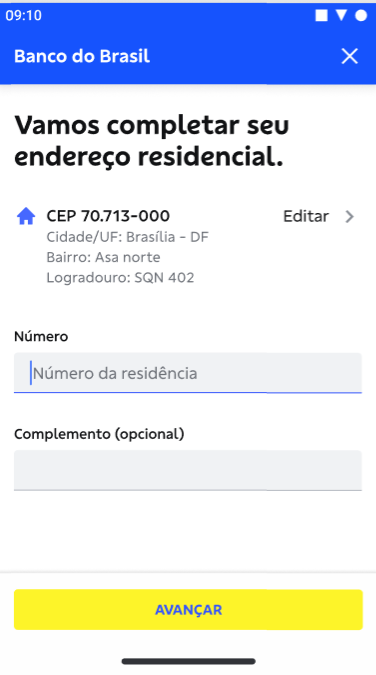 09:10
Banco do Brasil
Vamos completar seu
endereço residencial.
CEP 70.713-000
Editar
Cidade/UF: Brasília - DF
Bairro: Asa norte
Logradouro: SQN 402
Número
Número da residência
Complemento (opcional)
AVANÇAR